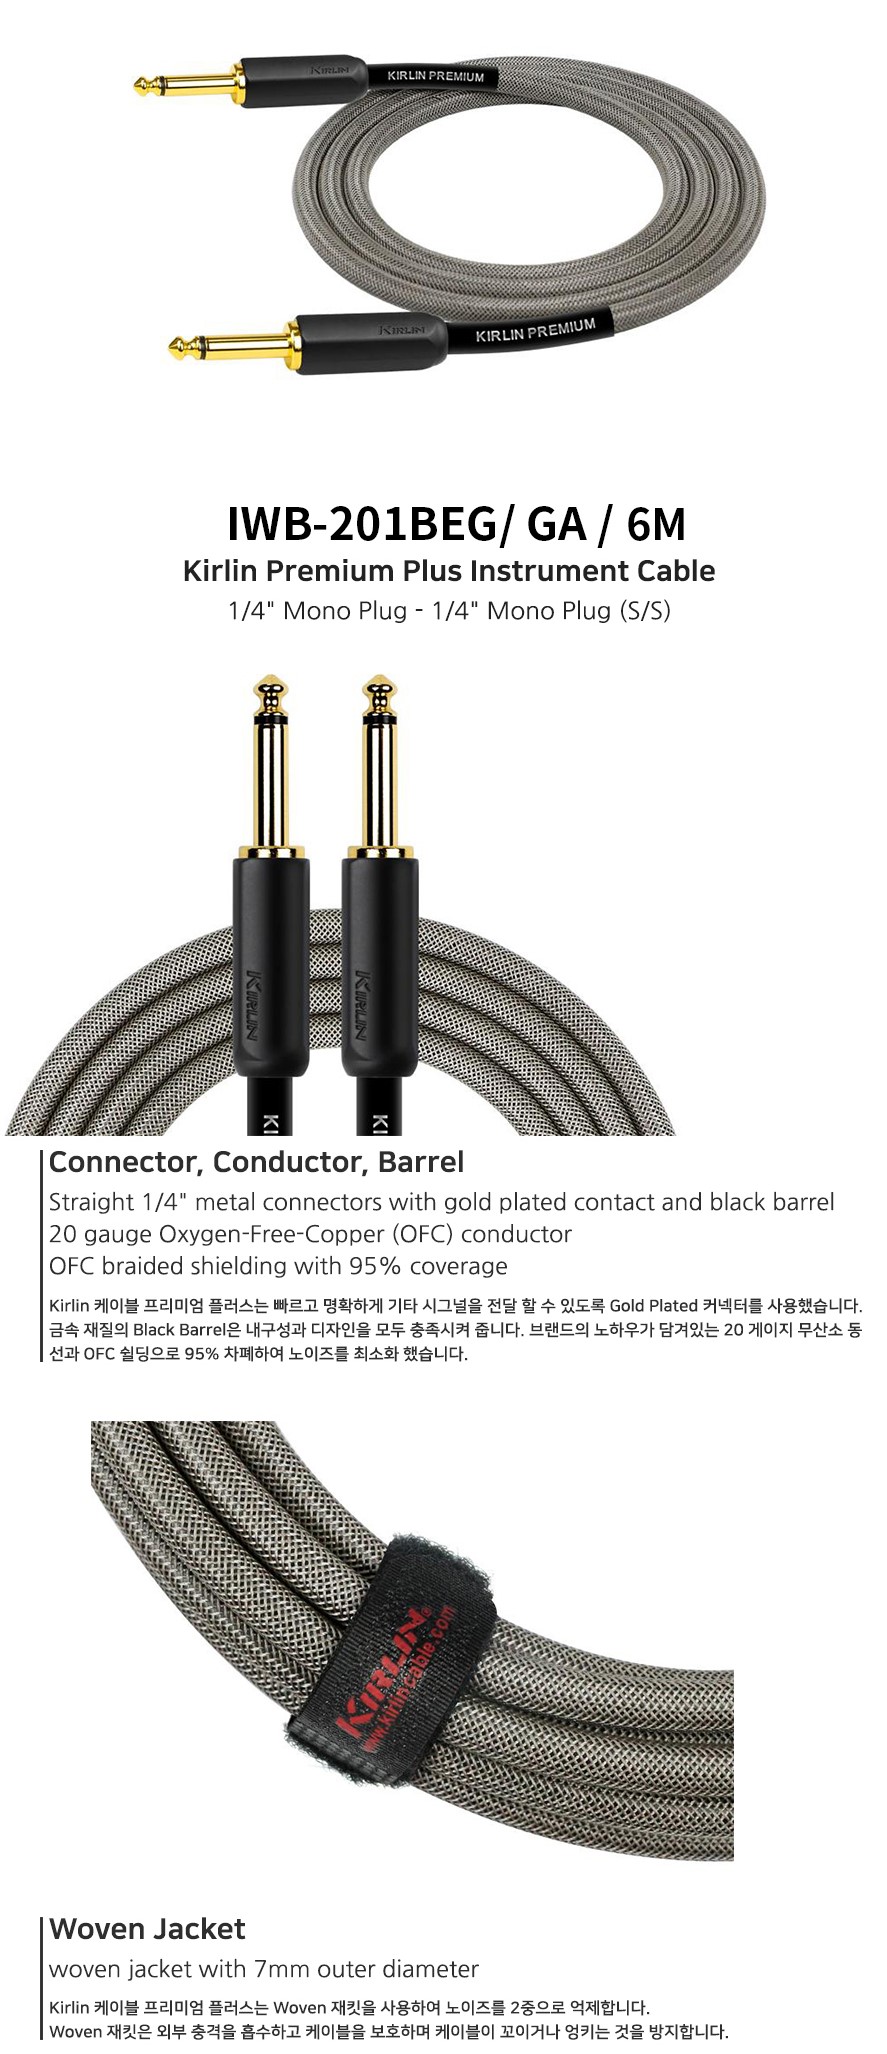 KIRLIN
KIRLIN PREMIUM
KIRLIN
KIRLIN PREMIUM
IWB-201BEG/ GA / 6M
Kirlin Premium Plus Instrument Cable
1/4" Mono Plug - 1/4" Mono Plug (S/S)
KIRLIN
KIRLIN
KI
KI
Connector, Conductor, Barrel
Straight 1/4" metal connectors with gold plated contact and black barrel
20 gauge Oxygen-Free-Copper (OFC) conductor
OFC braided shielding with 95% coverage
Kirlin 케이블 프리미엄 플러스는 빠르고 명확하게 기타 시그널을 전달 할 수 있도록 Gold Plated 커넥터를 사용했습니다.
금속 재질의 Black Barrel은 내구성과 디자인을 모두 충족시켜 줍니다. 브랜드의 노하우가 담겨있는 20 게이지 무산소 동
선과 OFC 쉴딩으로 95% 차폐하여 노이즈를 최소화 했습니다.
KIRLIN®
www.kirlincable.com
Woven Jacket
woven jacket with 7mm outer diameter
Kirlin 케이블 프리미엄 플러스는 Woven 재킷을 사용하여 노이즈를 2중으로 억제합니다.
Woven 재킷은 외부 충격을 흡수하고 케이블을 보호하며 케이블이 꼬이거나 엉키는 것을 방지합니다.